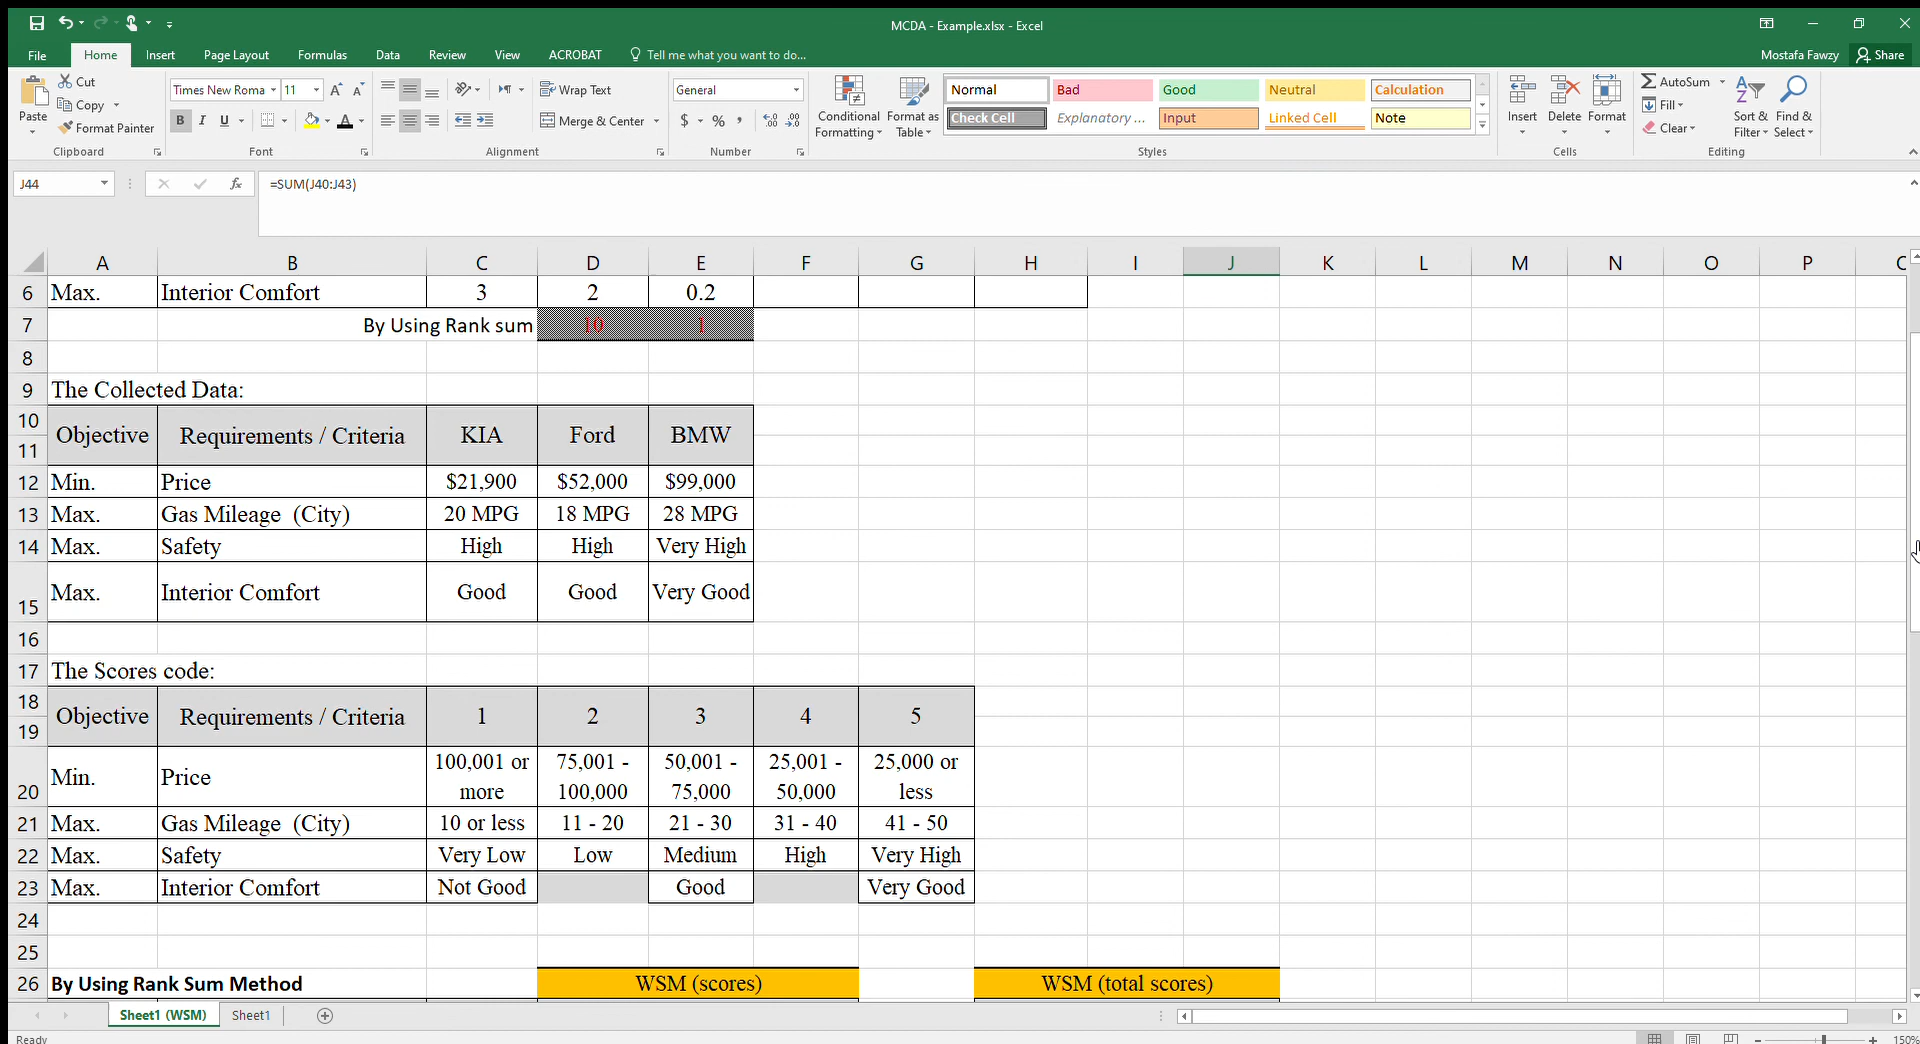 MCDA - Example.xlsx - Excel
File Home Insert Page Layout Formulas Data Review View ACROBAT Tell me what you want to do... Mostafa Fawzy Share
Paste Cut Copy Format Painter Clipboard
Times New Roma 11 B I U Font
Wrap Text Merge & Center Alignment
General $ % , Number
Conditional Formatting Format as Table
Normal Bad Good Neutral Calculation
Check Cell Explanatory ... Input Linked Cell Note
Styles
Insert Delete Format Cells
AutoSum Fill Clear Sort & Filter Find & Select Editing
J44 fx =SUM(J40:J43)
A B C D E F G H I J K L M N O P
6 Max. Interior Comfort 3 2 0.2
7 By Using Rank sum 10 1
8
9 The Collected Data:
10 Objective Requirements / Criteria KIA Ford BMW
11
12 Min. Price $21,900 $52,000 $99,000
13 Max. Gas Mileage (City) 20 MPG 18 MPG 28 MPG
14 Max. Safety High High Very High
15 Max. Interior Comfort Good Good Very Good
16
17 The Scores code:
18 Objective Requirements / Criteria 1 2 3 4 5
19
20 Min. Price 100,001 or more 75,001 - 100,000 50,001 - 75,000 25,001 - 50,000 25,000 or less
21 Max. Gas Mileage (City) 10 or less 11 - 20 21 - 30 31 - 40 41 - 50
22 Max. Safety Very Low Low Medium High Very High
23 Max. Interior Comfort Not Good Good Very Good
24
25
26 By Using Rank Sum Method WSM (scores) WSM (total scores)
Sheet1 (WSM) Sheet1
Ready 150%